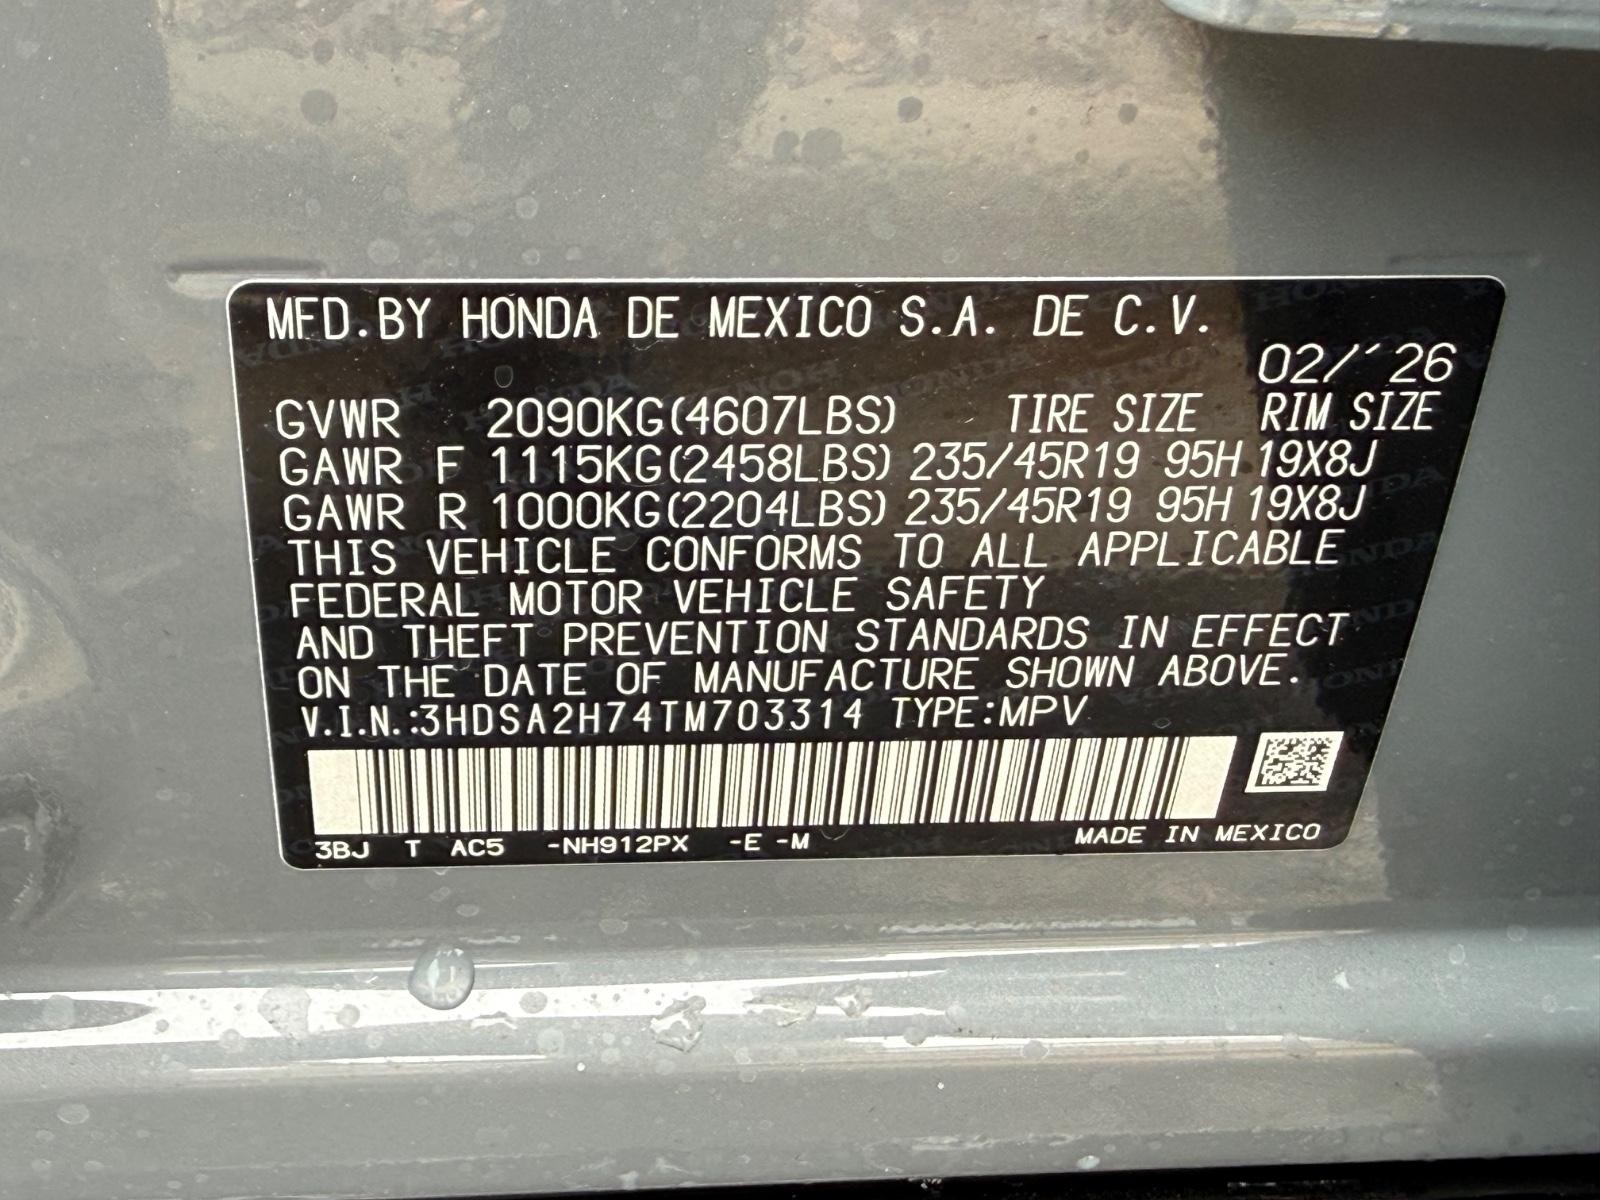 MFD.BY HONDA DE MEXICO S.A. DE C.V.
02/´26
GVWR 2090KG(4607LBS) TIRE SIZE RIM SIZE
GAWR F 1115KG(2458LBS) 235/45R19 95H 19X8J
GAWR R 1000KG(2204LBS) 235/45R19 95H 19X8J
THIS VEHICLE CONFORMS TO ALL APPLICABLE
FEDERAL MOTOR VEHICLE SAFETY
AND THEFT PREVENTION STANDARDS IN EFFECT
ON THE DATE OF MANUFACTURE SHOWN ABOVE.
V.I.N.:3HDSA2H74TM703314 TYPE:MPV
3BJ T AC5 -NH912PX -E -M MADE IN MEXICO